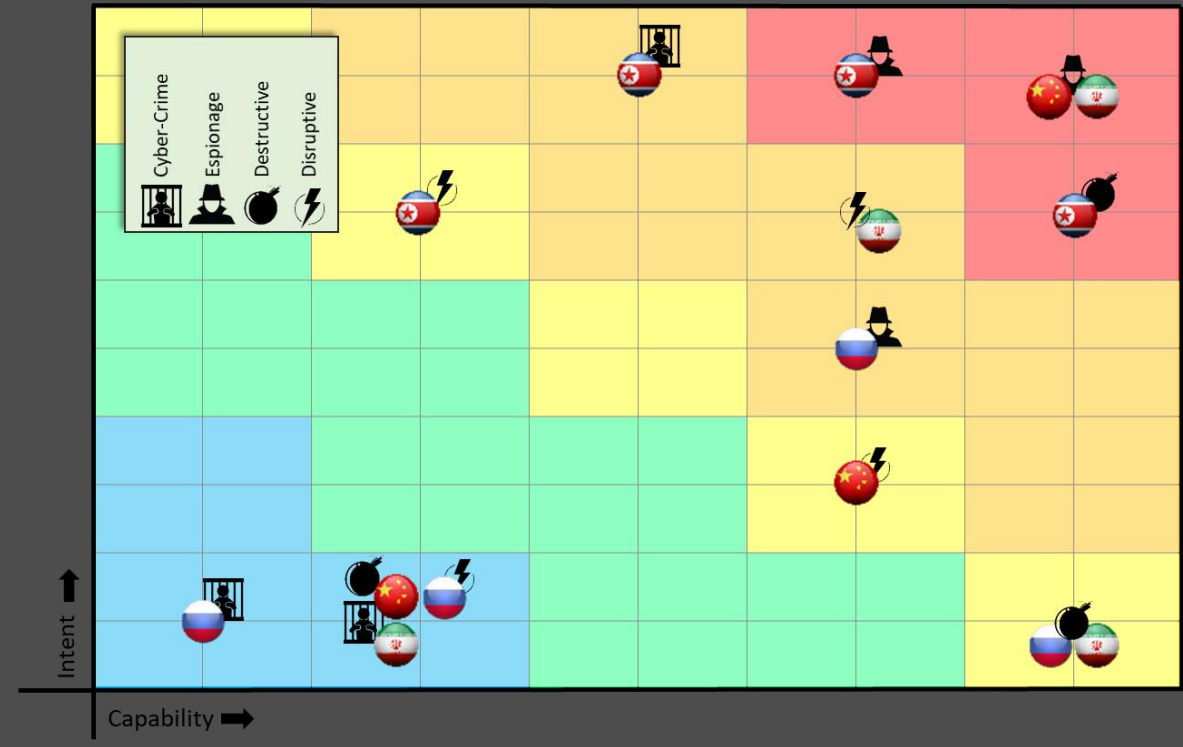 Cyber-Crime
Espionage
Destructive
Disruptive
Intent
Capability